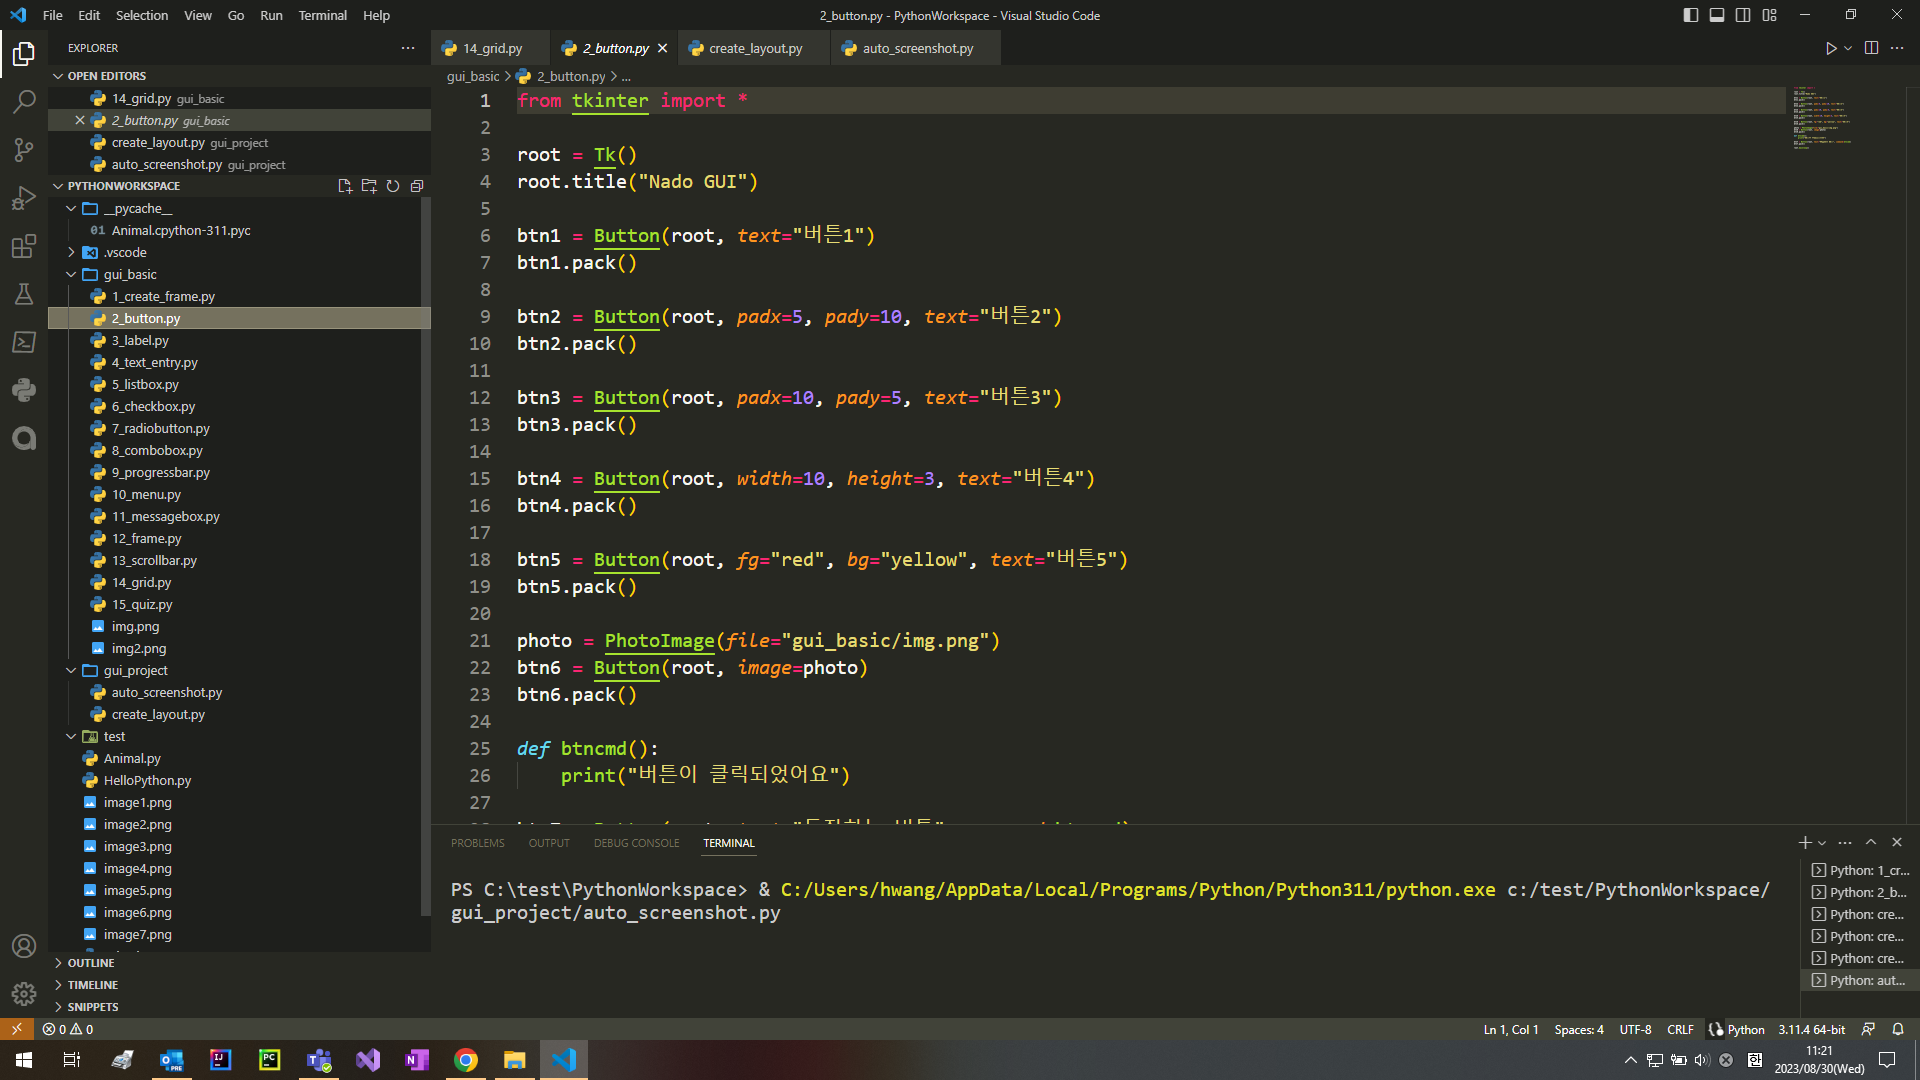 File Edit Selection View Go Run Terminal Help
2_button.py - PythonWorkspace - Visual Studio Code
EXPLORER
OPEN EDITORS
14_grid.py gui_basic
2_button.py gui_basic
create_layout.py gui_project
auto_screenshot.py gui_project
PYTHONWORKSPACE
__pycache__
01 Animal.cpython-311.pyc
.vscode
gui_basic
1_create_frame.py
2_button.py
3_label.py
4_text_entry.py
5_listbox.py
6_checkbox.py
7_radiobutton.py
8_combobox.py
9_progressbar.py
10_menu.py
11_messagebox.py
12_frame.py
13_scrollbar.py
14_grid.py
15_quiz.py
img.png
img2.png
gui_project
auto_screenshot.py
create_layout.py
test
Animal.py
HelloPython.py
image1.png
image2.png
image3.png
image4.png
image5.png
image6.png
image7.png
OUTLINE
TIMELINE
SNIPPETS
14_grid.py 2_button.py create_layout.py auto_screenshot.py
gui_basic > 2_button.py > ...
1 from tkinter import *
2
3 root = Tk()
4 root.title("Nado GUI")
5
6 btn1 = Button(root, text="버튼1")
7 btn1.pack()
8
9 btn2 = Button(root, padx=5, pady=10, text="버튼2")
10 btn2.pack()
11
12 btn3 = Button(root, padx=10, pady=5, text="버튼3")
13 btn3.pack()
14
15 btn4 = Button(root, width=10, height=3, text="버튼4")
16 btn4.pack()
17
18 btn5 = Button(root, fg="red", bg="yellow", text="버튼5")
19 btn5.pack()
20
21 photo = PhotoImage(file="gui_basic/img.png")
22 btn6 = Button(root, image=photo)
23 btn6.pack()
24
25 def btncmd():
26 print("버튼이 클릭되었어요")
27
PROBLEMS OUTPUT DEBUG CONSOLE TERMINAL
PS C:\test\PythonWorkspace> & C:/Users/hwang/AppData/Local/Programs/Python/Python311/python.exe c:/test/PythonWorkspace/
gui_project/auto_screenshot.py
Python: 1_cr...
Python: 2_b...
Python: cre...
Python: cre...
Python: cre...
Python: aut...
0 0
Ln 1, Col 1 Spaces: 4 UTF-8 CRLF Python 3.11.4 64-bit
11:21
2023/08/30(Wed)